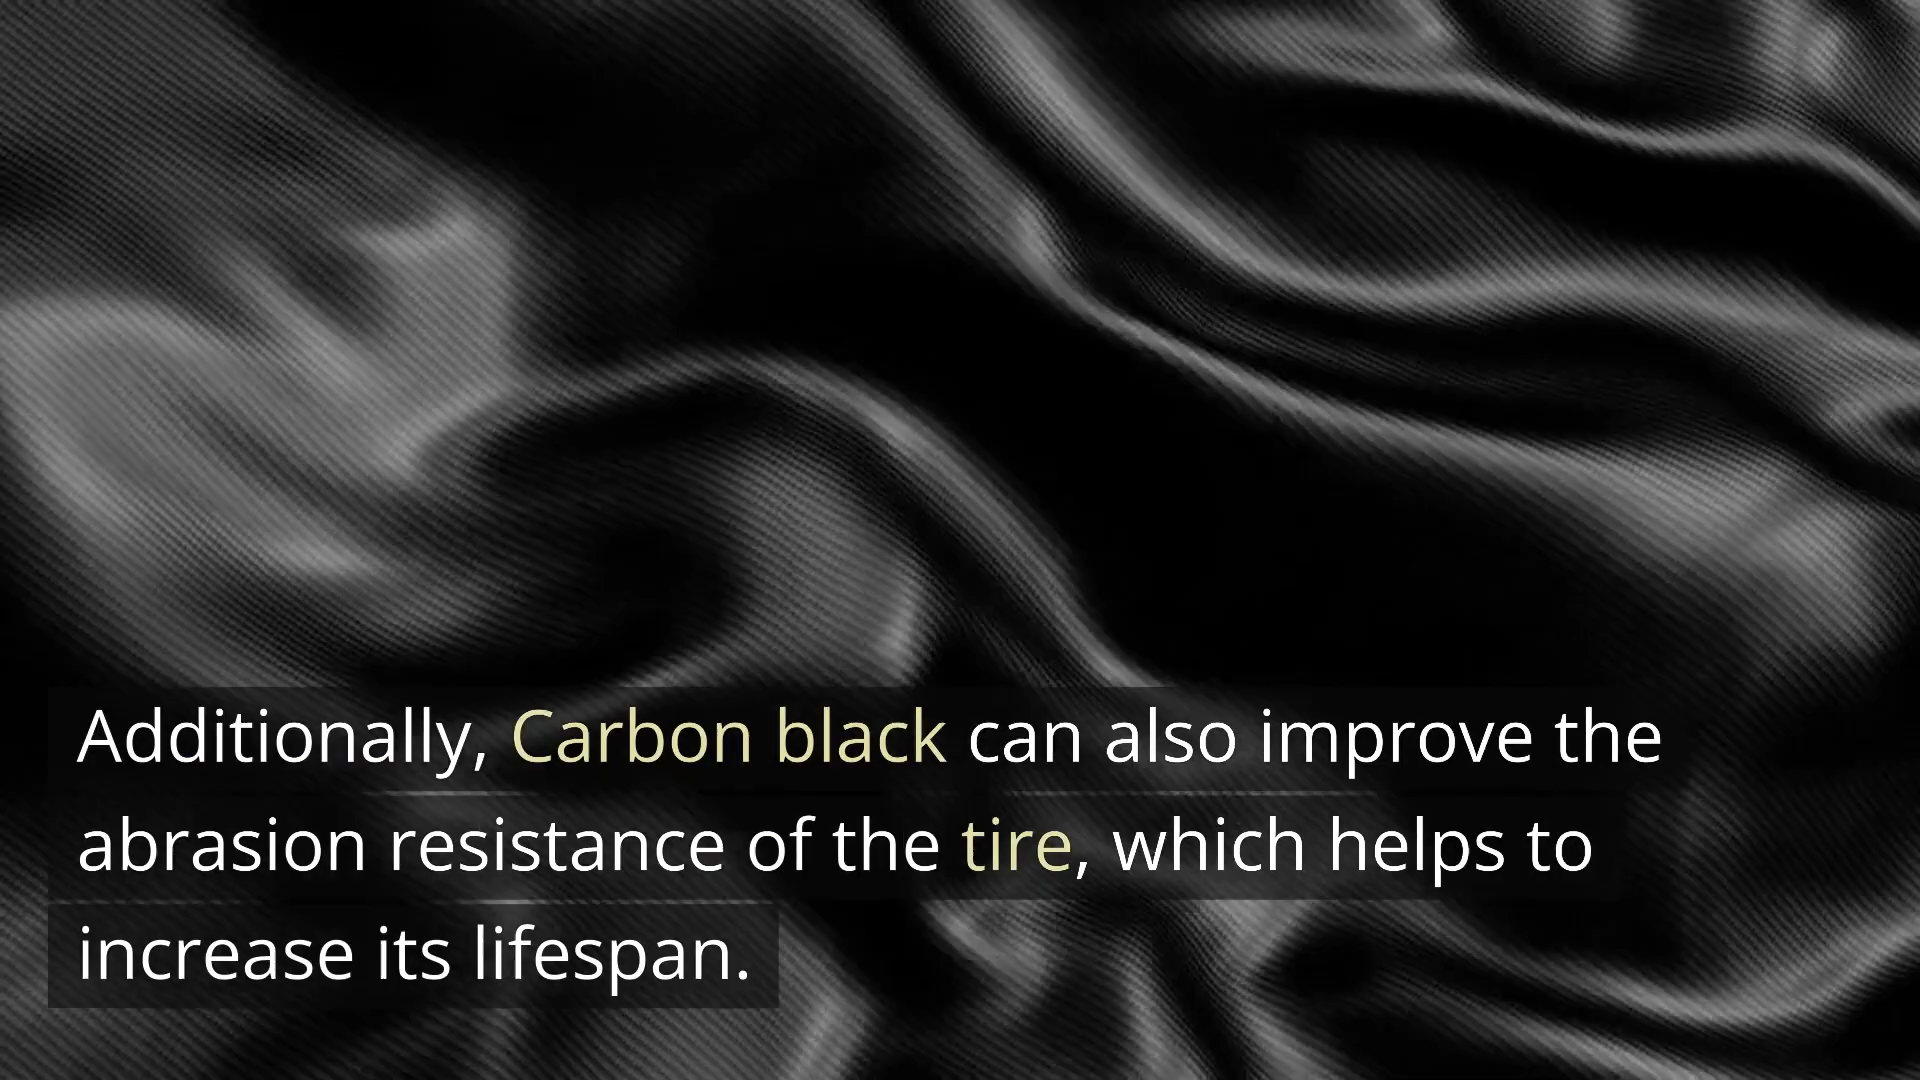 Additionally, Carbon black can also improve the
abrasion resistance of the tire, which helps to
increase its lifespan.